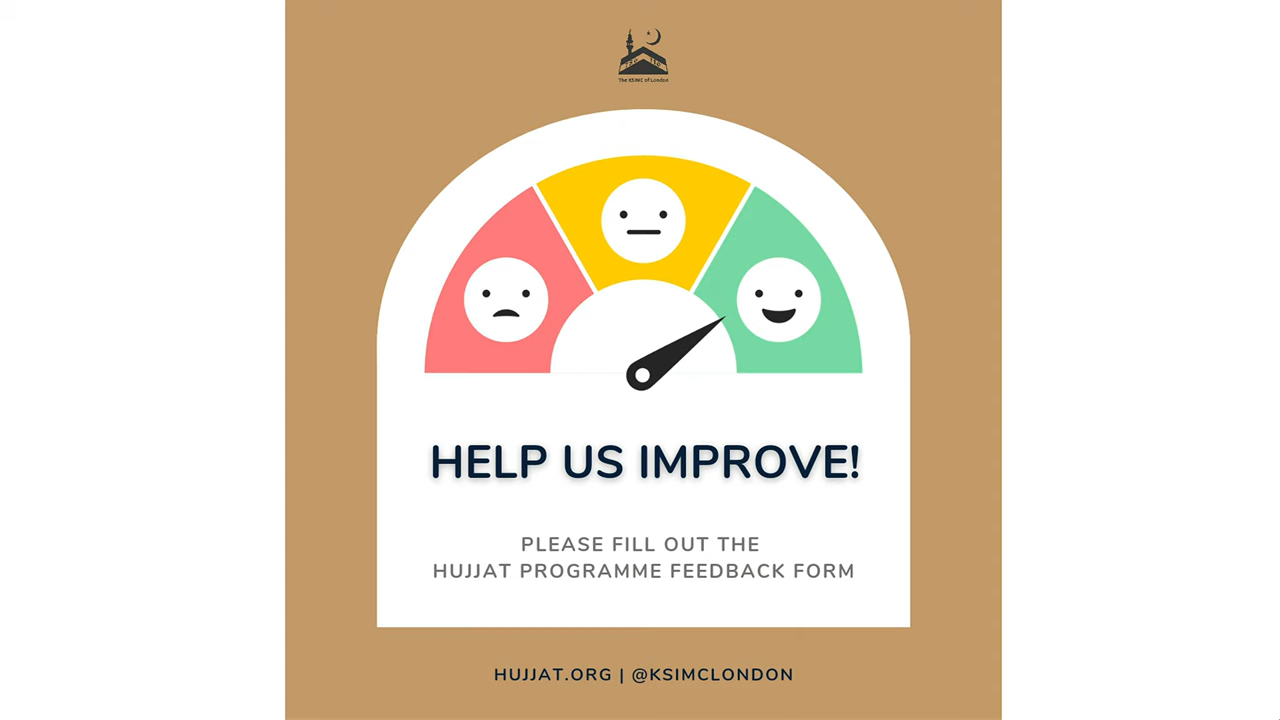 The KSIMC of London
HELP US IMPROVE!
PLEASE FILL OUT THE
HUJJAT PROGRAMME FEEDBACK FORM
HUJJAT.ORG | @KSIMCLONDON